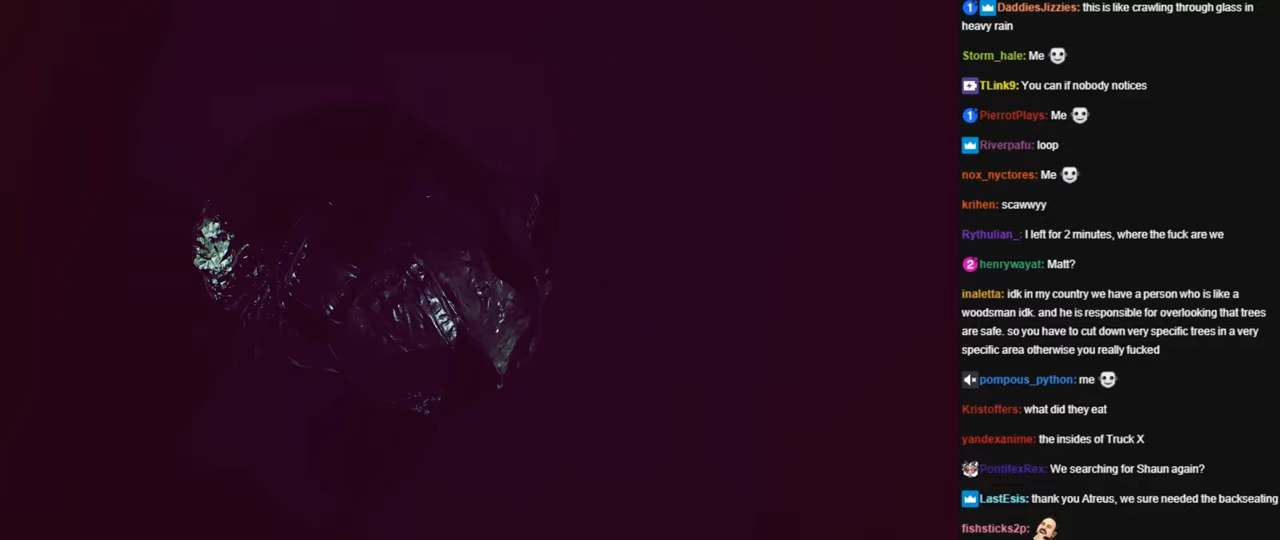 DaddiesJizzies: this is like crawling through glass in
heavy rain
Storm_hale: Me
TLink9: You can if nobody notices
PierrotPlays: Me
Riverpafu: loop
nox_nyctores: Me
krihen: scawwyy
Rythulian_: I left for 2 minutes, where the fuck are we
henrywayat: Matt?
inaletta: idk in my country we have a person who is like a
woodsman idk. and he is responsible for overlooking that trees
are safe. so you have to cut down very specific trees in a very
specific area otherwise you really fucked
pompous_python: me
Kristoffers: what did they eat
yandexanime: the insides of Truck X
PontifexRex: We searching for Shaun again?
LastEsis: thank you Atreus, we sure needed the backseating
fishsticks2p: